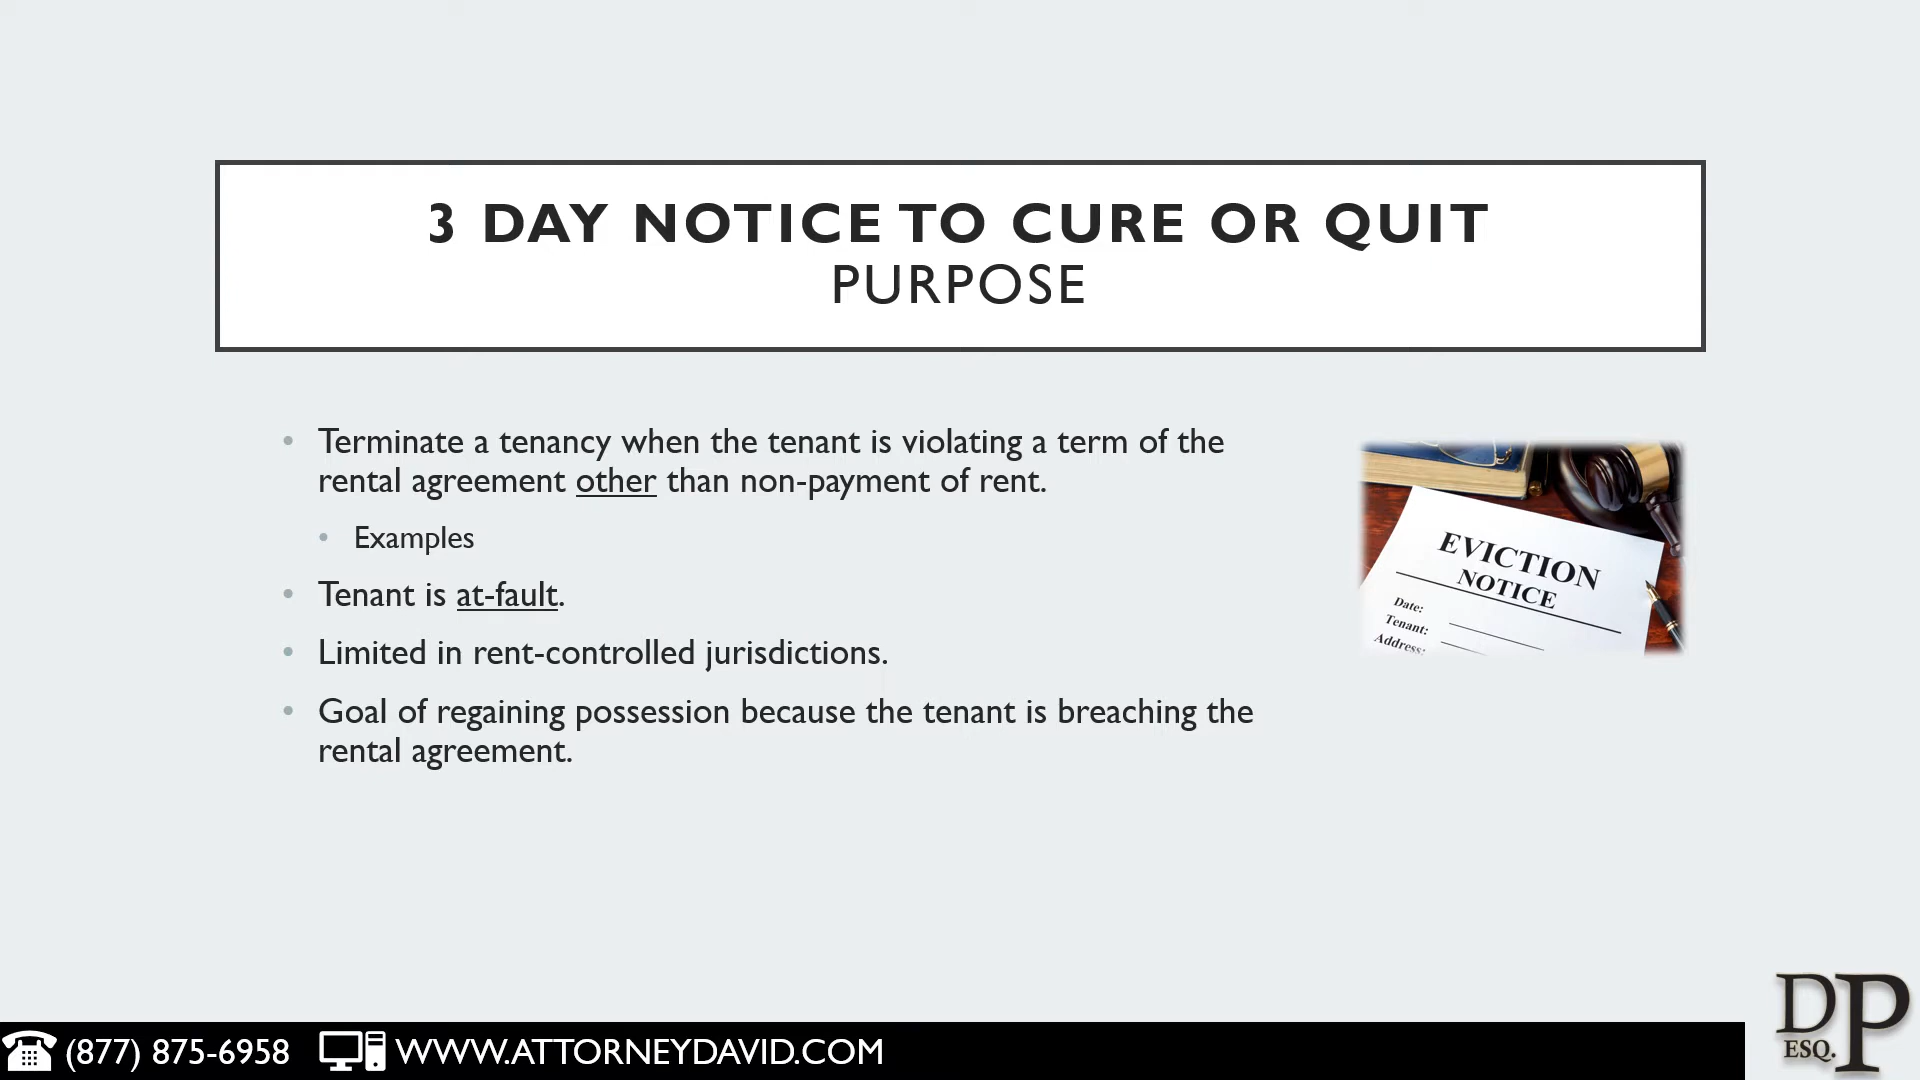 3 DAY NOTICE TO CURE OR QUIT
PURPOSE
• Terminate a tenancy when the tenant is violating a term of the
rental agreement other than non-payment of rent.
• Examples
• Tenant is at-fault.
• Limited in rent-controlled jurisdictions.
• Goal of regaining possession because the tenant is breaching the
rental agreement.
EVICTION
NOTICE
Date:
Tenant:
Address:
(877) 875-6958 WWW.ATTORNEYDAVID.COM
DP
ESQ.